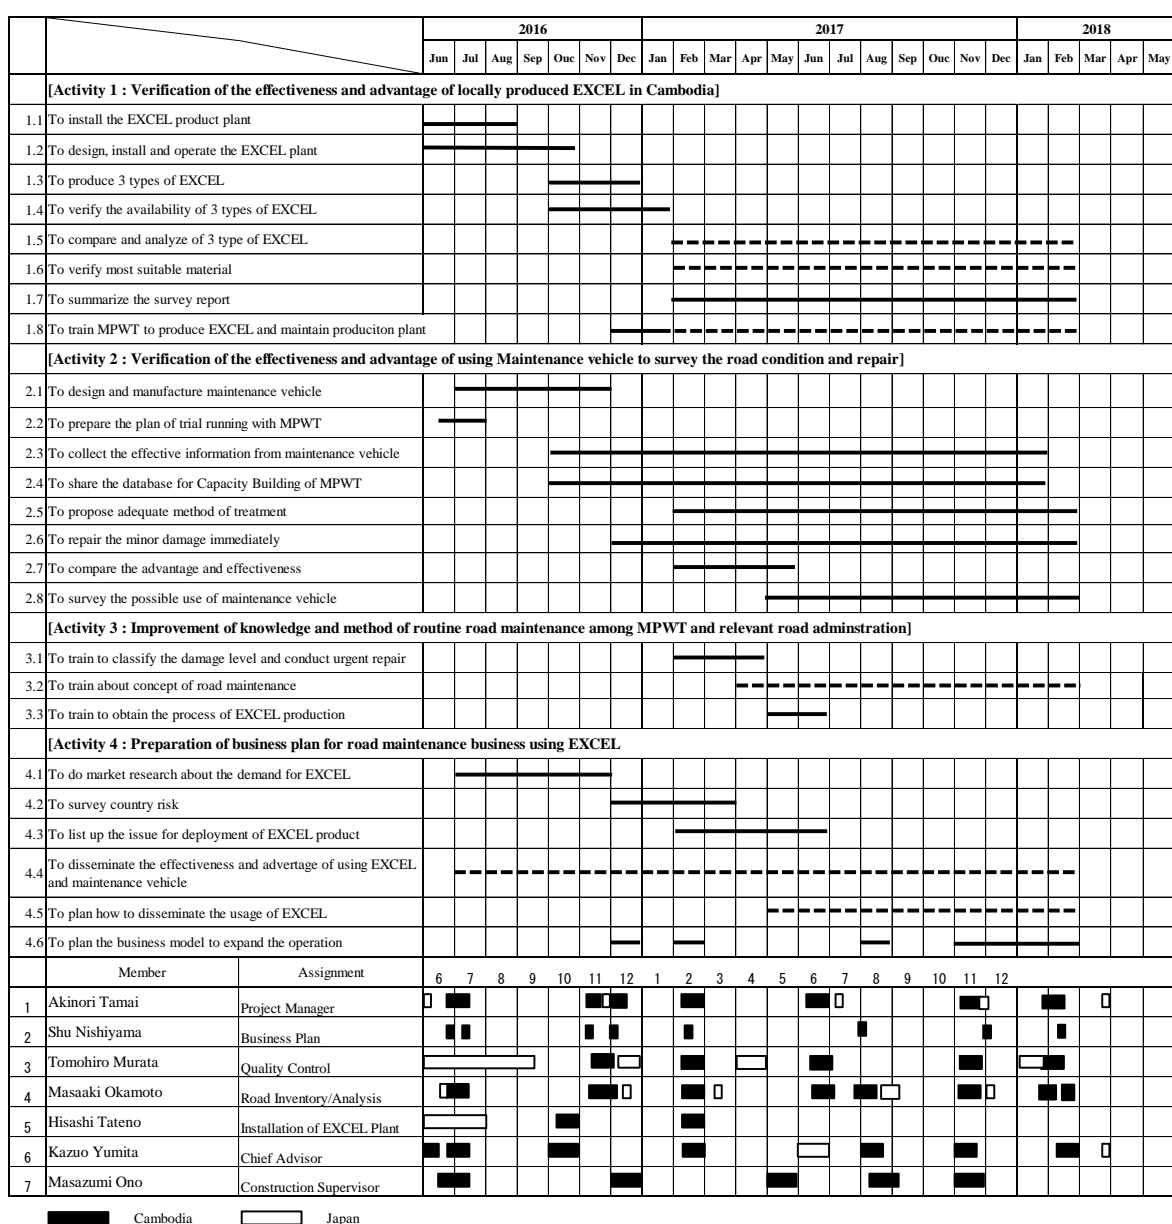 2016 2017 2018
Jun Jul Aug Sep Ouc Nov Dec Jan Feb Mar Apr May Jun Jul Aug Sep Ouc Nov Dec Jan Feb Mar Apr May
[Activity 1 : Verification of the effectiveness and advantage of locally produced EXCEL in Cambodia]
1.1 To install the EXCEL product plant
1.2 To design, install and operate the EXCEL plant
1.3 To produce 3 types of EXCEL
1.4 To verify the availability of 3 types of EXCEL
1.5 To compare and analyze of 3 type of EXCEL
1.6 To verify most suitable material
1.7 To summarize the survey report
1.8 To train MPWT to produce EXCEL and maintain produciton plant
[Activity 2 : Verification of the effectiveness and advantage of using Maintenance vehicle to survey the road condition and repair]
2.1 To design and manufacture maintenance vehicle
2.2 To prepare the plan of trial running with MPWT
2.3 To collect the effective information from maintenance vehicle
2.4 To share the database for Capacity Building of MPWT
2.5 To propose adequate method of treatment
2.6 To repair the minor damage immediately
2.7 To compare the advantage and effectiveness
2.8 To survey the possible use of maintenance vehicle
[Activity 3 : Improvement of knowledge and method of routine road maintenance among MPWT and relevant road adminstration]
3.1 To train to classify the damage level and conduct urgent repair
3.2 To train about concept of road maintenance
3.3 To train to obtain the process of EXCEL production
[Activity 4 : Preparation of business plan for road maintenance business using EXCEL
4.1 To do market research about the demand for EXCEL
4.2 To survey country risk
4.3 To list up the issue for deployment of EXCEL product
4.4 To disseminate the effectiveness and advertage of using EXCEL
and maintenance vehicle
4.5 To plan how to disseminate the usage of EXCEL
4.6 To plan the business model to expand the operation
Member Assignment 6 7 8 9 10 11 12 1 2 3 4 5 6 7 8 9 10 11 12
1 Akinori Tamai Project Manager
2 Shu Nishiyama Business Plan
3 Tomohiro Murata Quality Control
4 Masaaki Okamoto Road Inventory/Analysis
5 Hisashi Tateno Installation of EXCEL Plant
6 Kazuo Yumita Chief Advisor
7 Masazumi Ono Construction Supervisor
Cambodia Japan